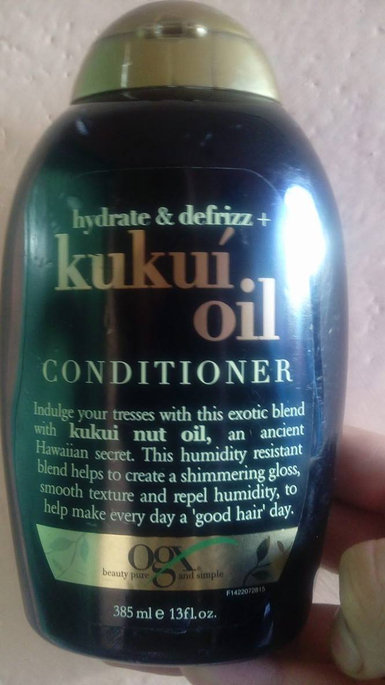 hydrate & defrizz +
kukuí
oil
CONDITIONER
Indulge your tresses with this exotic blend
with kukui nut oil, an ancient
Hawaiian secret. This humidity resistant
blend helps to create a shimmering gloss,
smooth texture and repel humidity, to
help make every day a 'good hair' day.
ogx®
beauty pure and simple
F1422072815
385 ml e 13fl.oz.